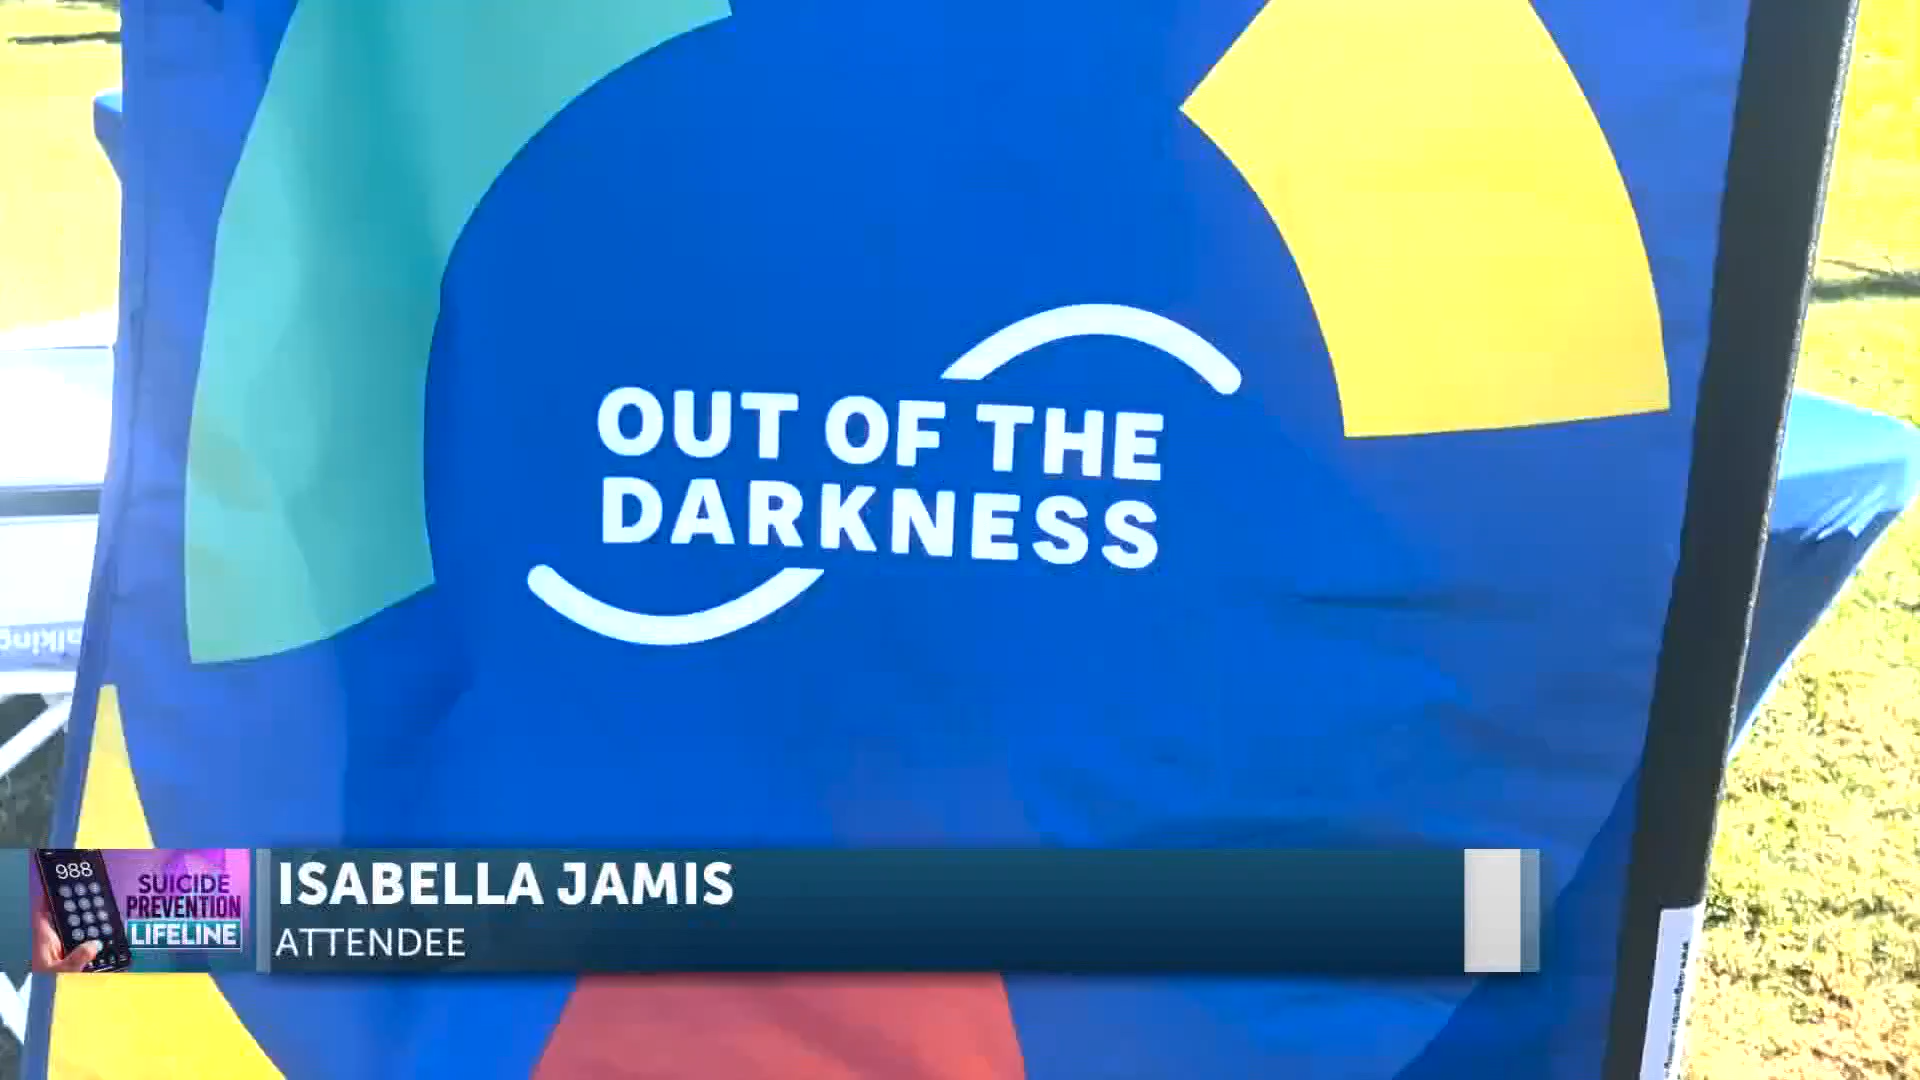 OUT OF THE
DARKNESS
988
SUICIDE
PREVENTION
LIFELINE
ISABELLA JAMIS
ATTENDEE